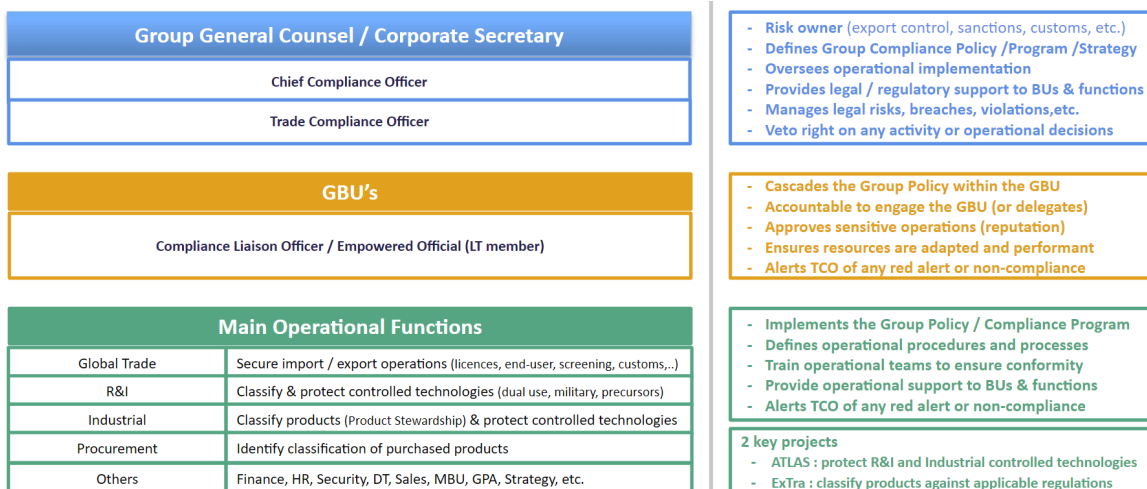 Group General Counsel / Corporate Secretary
Chief Compliance Officer
Trade Compliance Officer
- Risk owner (export control, sanctions, customs, etc.)
- Defines Group Compliance Policy /Program /Strategy
- Oversees operational implementation
- Provides legal / regulatory support to BUs & functions
- Manages legal risks, breaches, violations,etc.
- Veto right on any activity or operational decisions
GBU's
Compliance Liaison Officer / Empowered Official (LT member)
- Cascades the Group Policy within the GBU
- Accountable to engage the GBU (or delegates)
- Approves sensitive operations (reputation)
- Ensures resources are adapted and performant
- Alerts TCO of any red alert or non-compliance
Main Operational Functions
Global Trade Secure import / export operations (licences, end-user, screening, customs,..)
R&I Classify & protect controlled technologies (dual use, military, precursors)
Industrial Classify products (Product Stewardship) & protect controlled technologies
Procurement Identify classification of purchased products
Others Finance, HR, Security, DT, Sales, MBU, GPA, Strategy, etc.
- Implements the Group Policy / Compliance Program
- Defines operational procedures and processes
- Train operational teams to ensure conformity
- Provide operational support to BUs & functions
- Alerts TCO of any red alert or non-compliance
2 key projects
- ATLAS : protect R&I and Industrial controlled technologies
- ExTra : classify products against applicable regulations